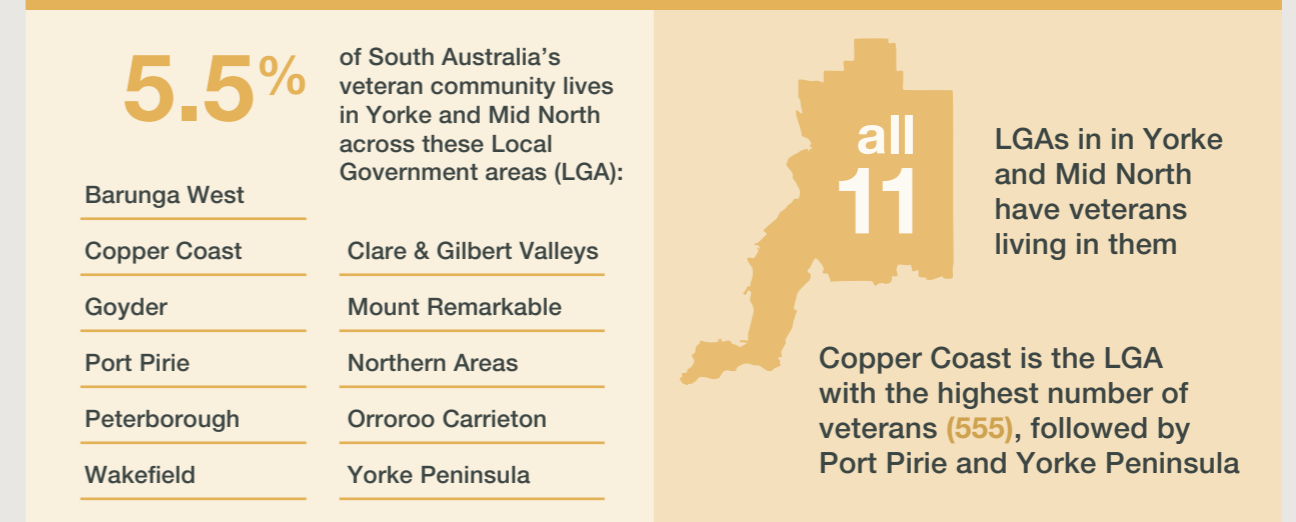 5.5%
of South Australia's
veteran community lives
in Yorke and Mid North
across these Local
Government areas (LGA):
Barunga West
Copper Coast
Goyder
Port Pirie
Peterborough
Wakefield
Clare & Gilbert Valleys
Mount Remarkable
Northern Areas
Orroroo Carrieton
Yorke Peninsula
all
11
LGAs in in Yorke
and Mid North
have veterans
living in them
Copper Coast is the LGA
with the highest number of
veterans (555), followed by
Port Pirie and Yorke Peninsula